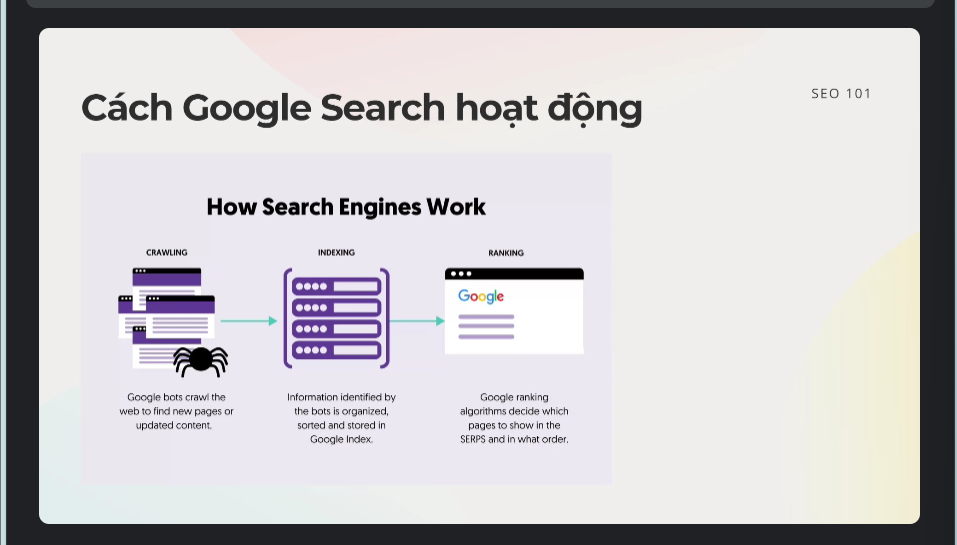 Cách Google Search hoạt động
SEO 101
How Search Engines Work
CRAWLING
INDEXING
RANKING
Google
Google bots crawl the
web to find new pages or
updated content.
Information identified by
the bots is organized,
sorted and stored in
Google Index.
Google ranking
algorithms decide which
pages to show in the
SERPS and in what order.